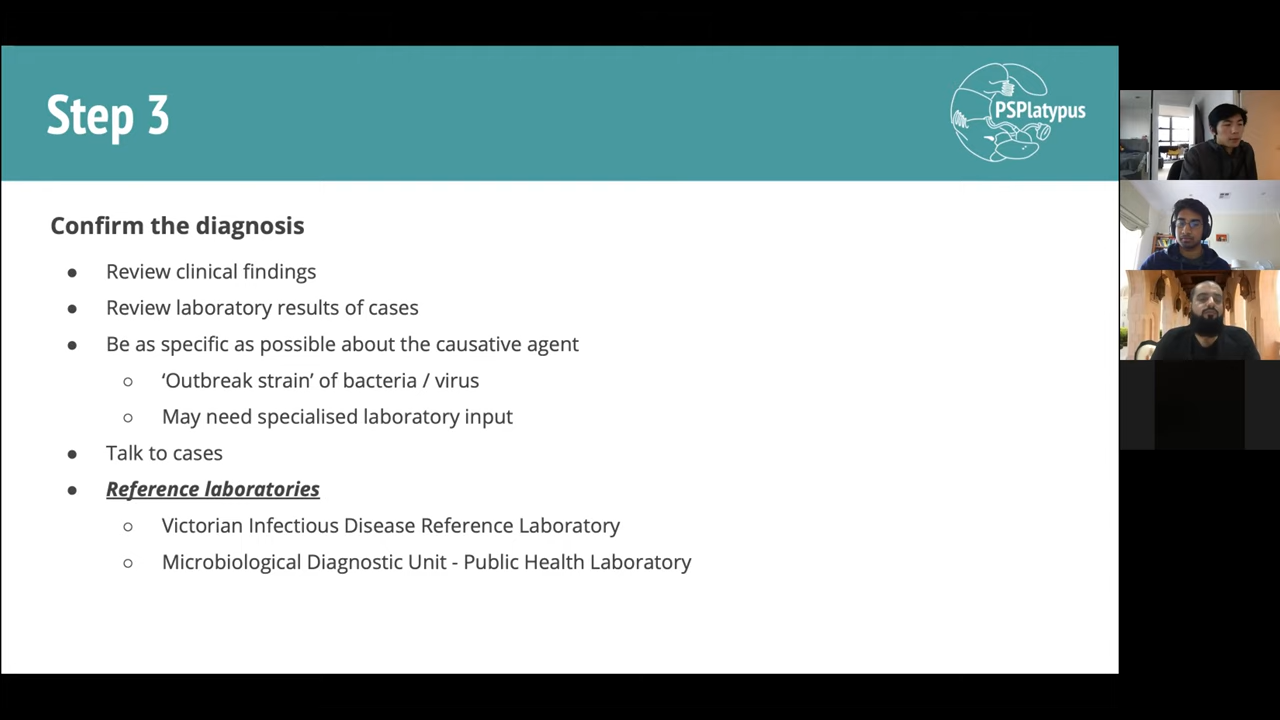 Step 3
PSPlatypus
Confirm the diagnosis
● Review clinical findings
● Review laboratory results of cases
● Be as specific as possible about the causative agent
○ ‘Outbreak strain’ of bacteria / virus
○ May need specialised laboratory input
● Talk to cases
● Reference laboratories
○ Victorian Infectious Disease Reference Laboratory
○ Microbiological Diagnostic Unit - Public Health Laboratory